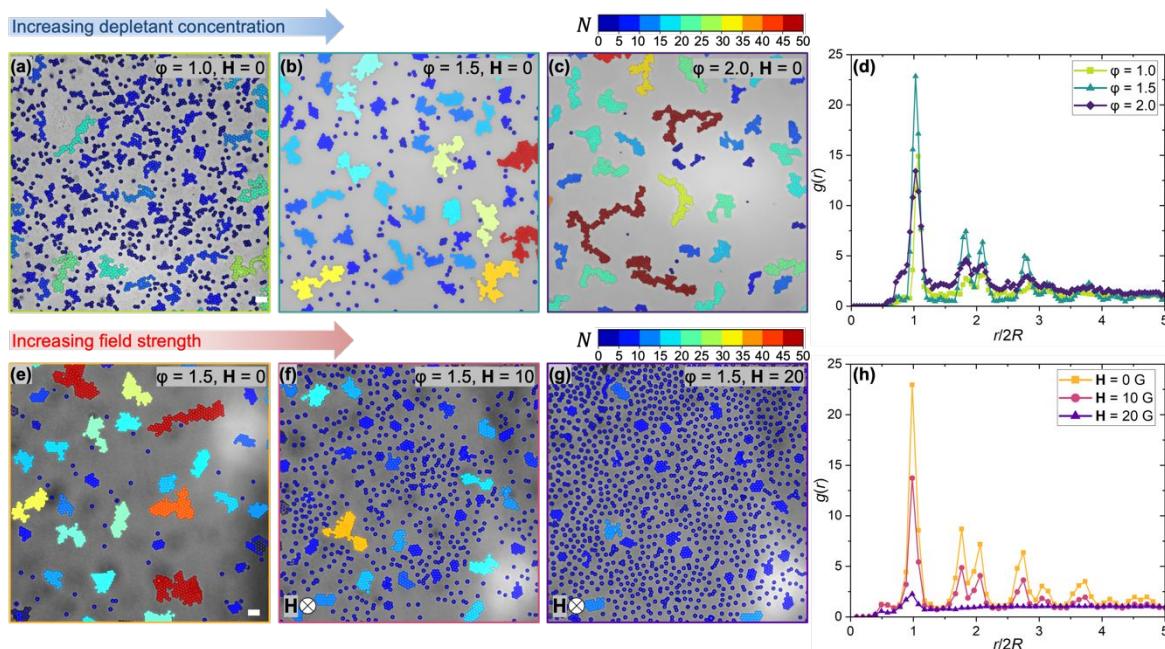 Increasing depletant concentration
N
0 5 10 15 20 25 30 35 40 45 50
(a) φ = 1.0, H = 0
(b) φ = 1.5, H = 0
(c) φ = 2.0, H = 0
(d)
φ = 1.0
φ = 1.5
φ = 2.0
25
20
15
10
5
0
g(r)
0 1 2 3 4 5
r/2R
Increasing field strength
N
0 5 10 15 20 25 30 35 40 45 50
(e) φ = 1.5, H = 0
(f) φ = 1.5, H = 10
H
(g) φ = 1.5, H = 20
H
(h)
H = 0 G
H = 10 G
H = 20 G
25
20
15
10
5
0
g(r)
0 1 2 3 4 5
r/2R